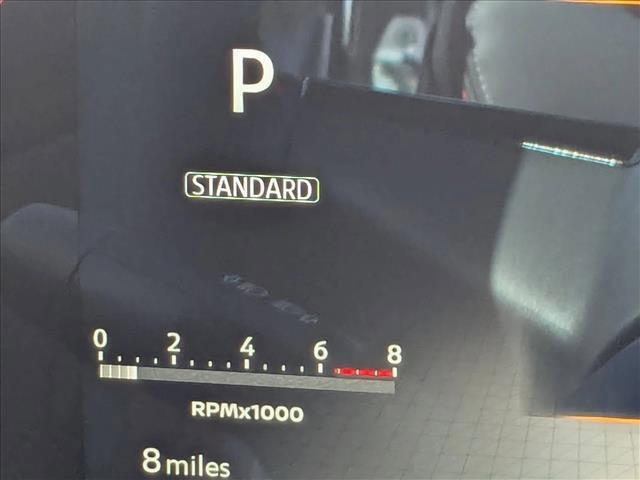 P
STANDARD
0 2 4 6 8
RPMx1000
8 miles